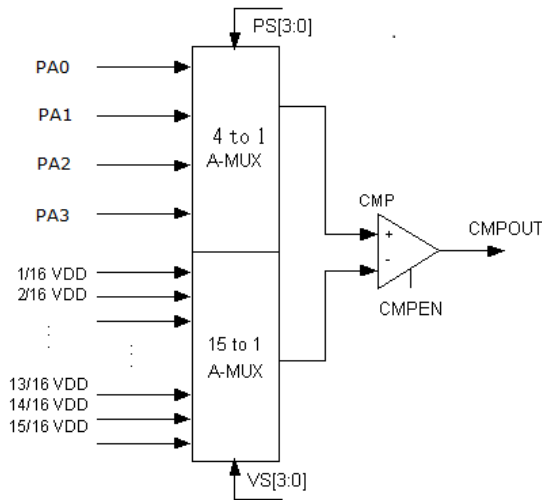 PS[3:0]
PA0
PA1
PA2
PA3
4 to 1
A-MUX
CMP
+
-
CMPOUT
CMPEN
1/16 VDD
2/16 VDD
15 to 1
A-MUX
13/16 VDD
14/16 VDD
15/16 VDD
VS[3:0]